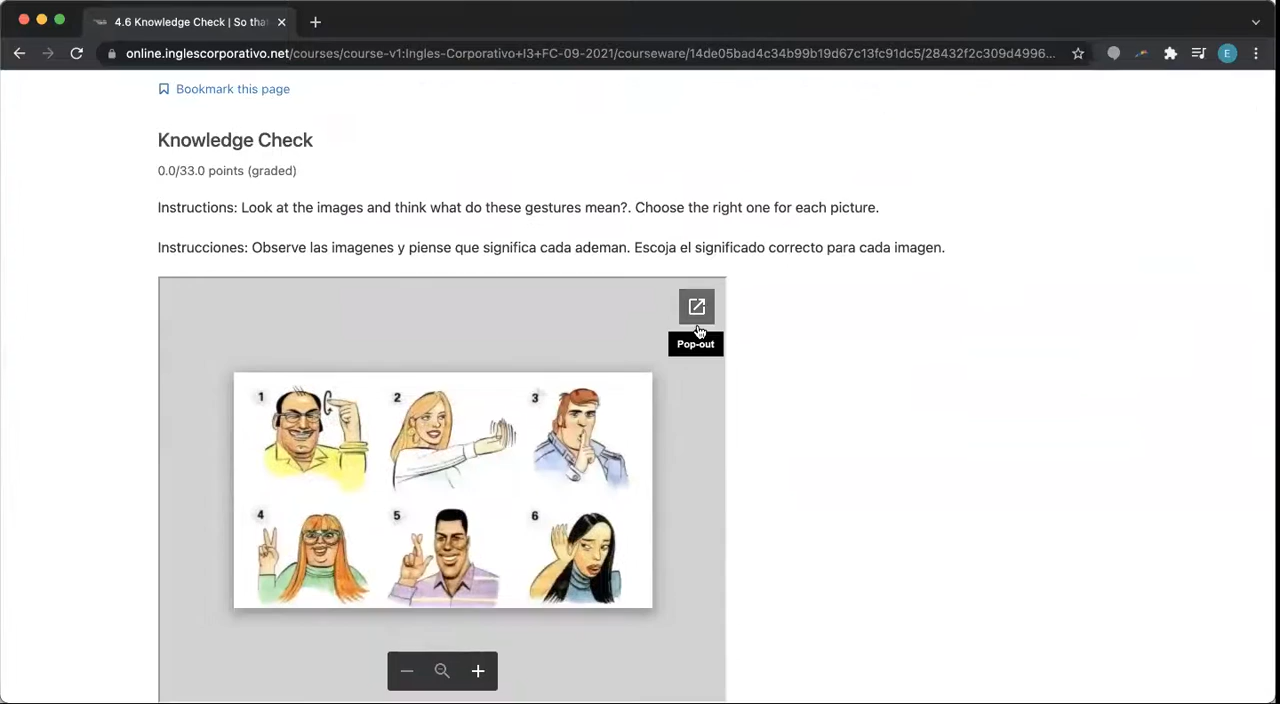 4.6 Knowledge Check | So tha
online.inglescorporativo.net/courses/course-v1:Ingles-Corporativo+I3+FC-09-2021/courseware/14de05bad4c34b99b19d67c13fc91dc5/28432f2c309d4996...
E
Bookmark this page
Knowledge Check
0.0/33.0 points (graded)
Instructions: Look at the images and think what do these gestures mean?. Choose the right one for each picture.
Instrucciones: Observe las imagenes y piense que significa cada ademan. Escoja el significado correcto para cada imagen.
Pop-out
1 2 3
4 5 6